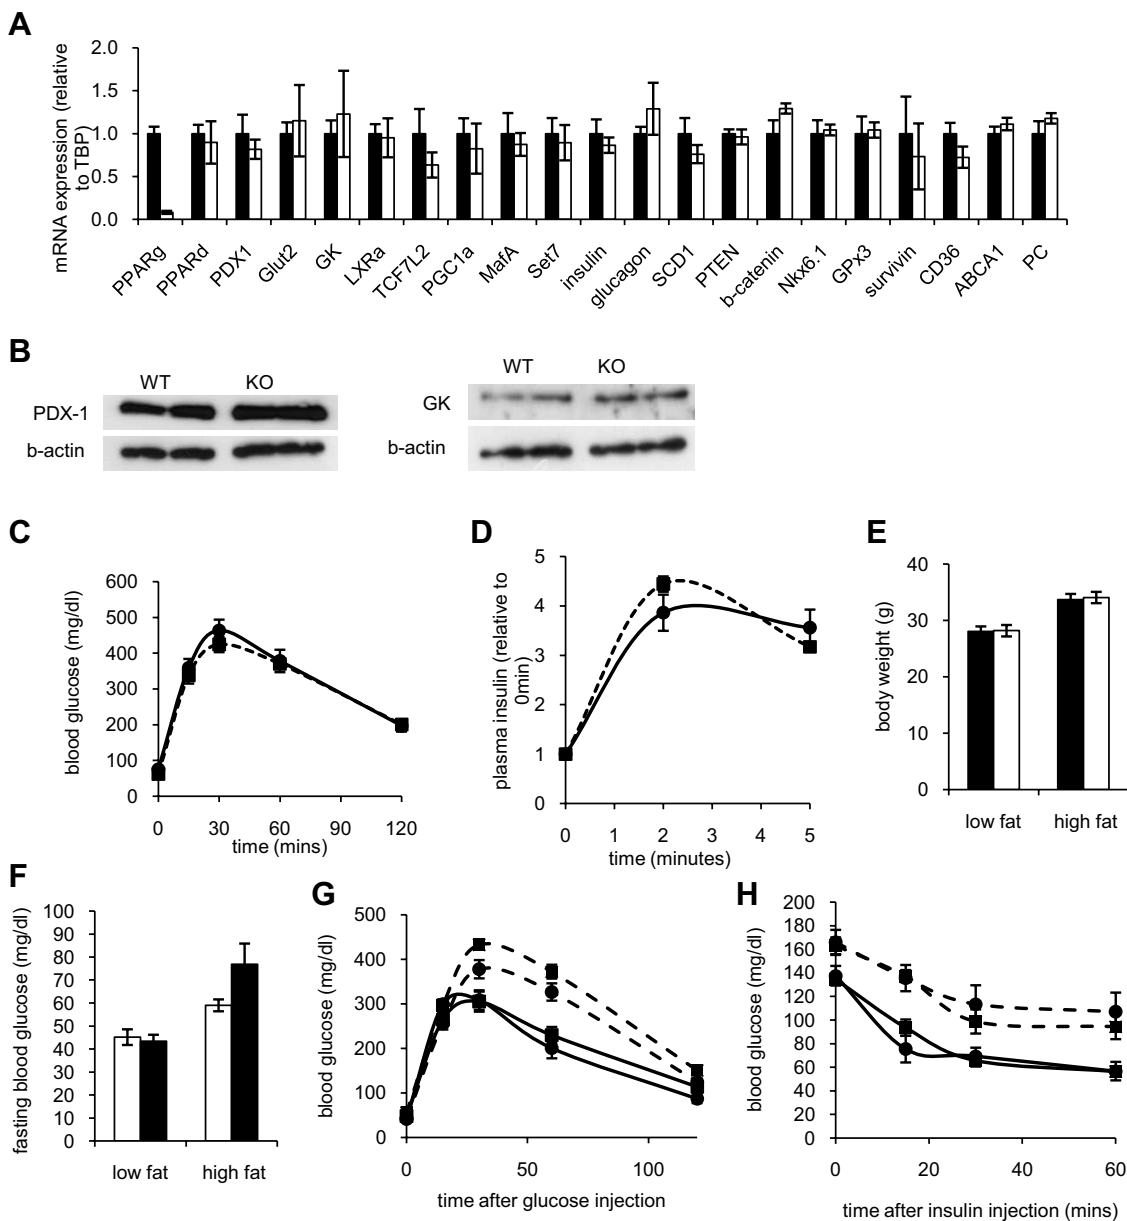 A
mRNA expression (relative
to TBP)
2.0
1.5
1.0
0.5
0.0
PPARg
PPARd
PDX1
Glut2
GK
LXRa
TCF7L2
PGC1a
MafA
Set7
insulin
glucagon
SCD1
PTEN
b-catenin
Nkx6.1
GPx3
survivin
CD36
ABCA1
PC
B
WT KO
PDX-1
b-actin
WT KO
GK
b-actin
C
blood glucose (mg/dl)
600
500
400
300
200
100
0
0 30 60 90 120
time (mins)
D
plasma insulin (relative to
0min)
5
4
3
2
1
0
0 1 2 3 4 5
time (minutes)
E
body weight (g)
40
30
20
10
0
low fat high fat
F
fasting blood glucose (mg/dl)
100
90
80
70
60
50
40
30
20
10
0
low fat high fat
G
blood glucose (mg/dl)
500
400
300
200
100
0
0 50 100
time after glucose injection
H
blood glucose (mg/dl)
200
180
160
140
120
100
80
60
40
20
0
0 20 40 60
time after insulin injection (mins)